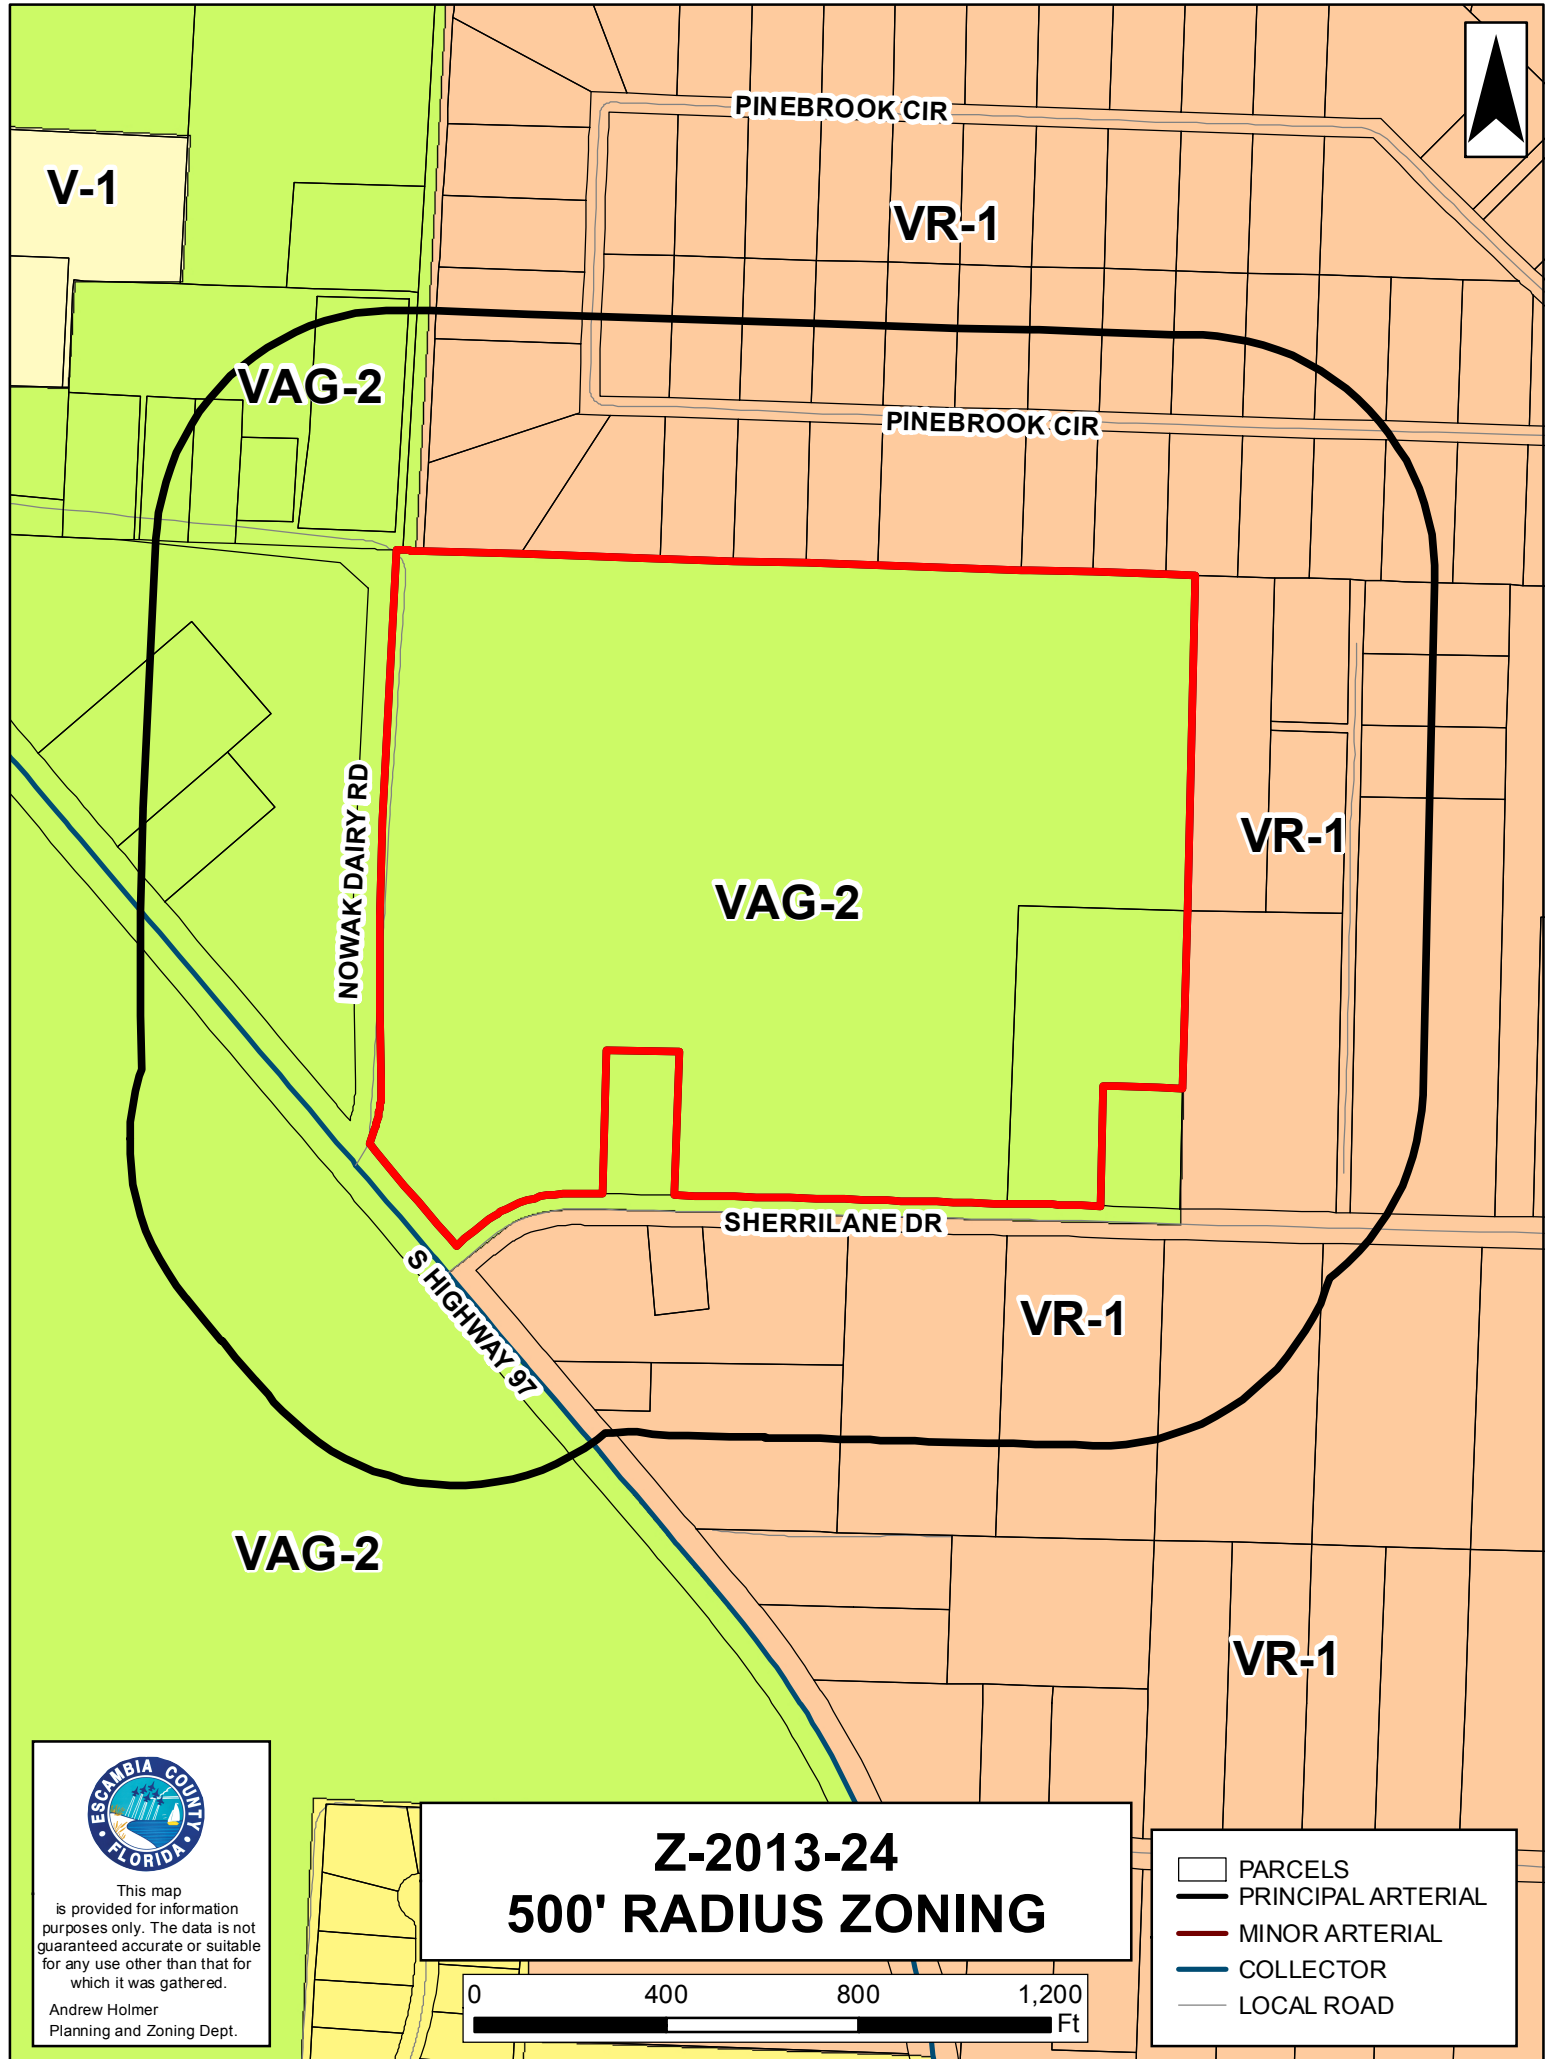 PINEBROOK CIR
V-1
VR-1
VAG-2
PINEBROOK CIR
NOWAK DAIRY RD
VR-1
VAG-2
SHERRILANE DR
S HIGHWAY 97
VR-1
VAG-2
VR-1
ESCAMBIA COUNTY
FLORIDA
This map
is provided for information
purposes only. The data is not
guaranteed accurate or suitable
for any use other than that for
which it was gathered.
Andrew Holmer
Planning and Zoning Dept.
Z-2013-24
500' RADIUS ZONING
0 400 800 1,200
Ft
PARCELS
PRINCIPAL ARTERIAL
MINOR ARTERIAL
COLLECTOR
LOCAL ROAD